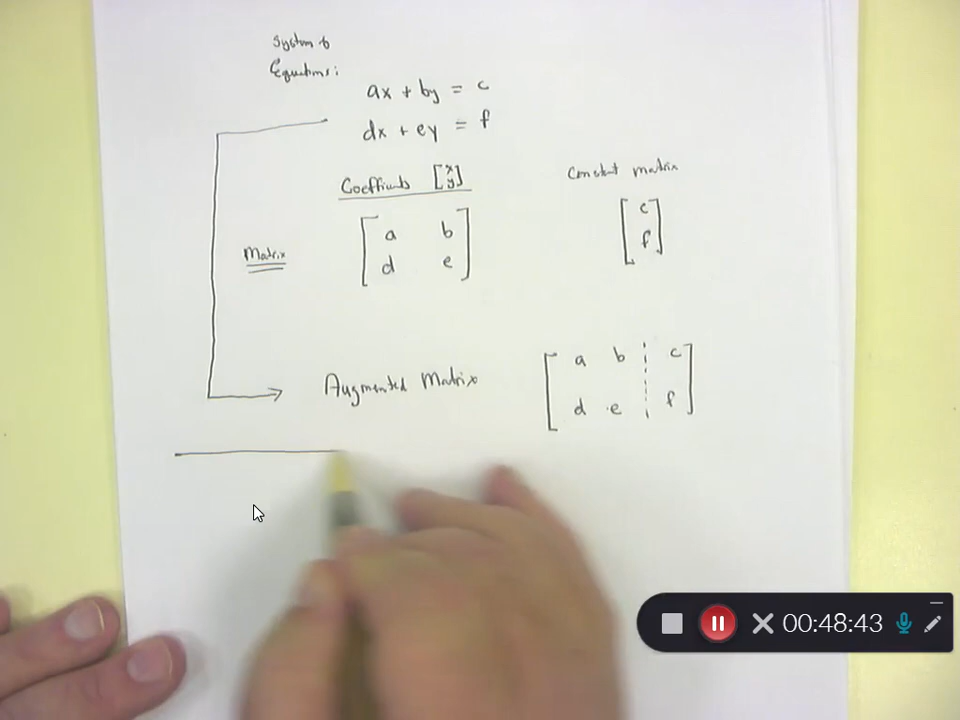 System of
Equations:
ax + by = c
dx + ey = f
Coefficients [x y]
Constant matrix
[a b
d e]
[c
f]
Matrix
Augmented Matrix
[a b ¦ c
d e ¦ f]
00:48:43